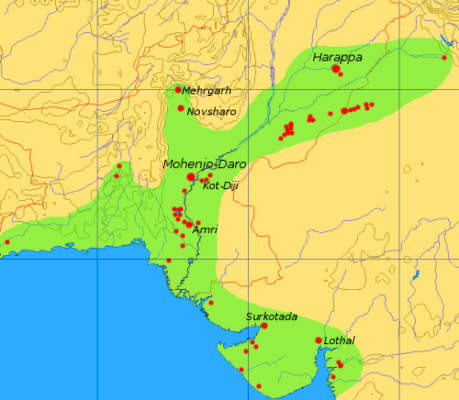 Harappa
Mehrgarh
Novsharo
Mohenjo-Daro
Kot-Diji
Amri
Surkotada
Lothal